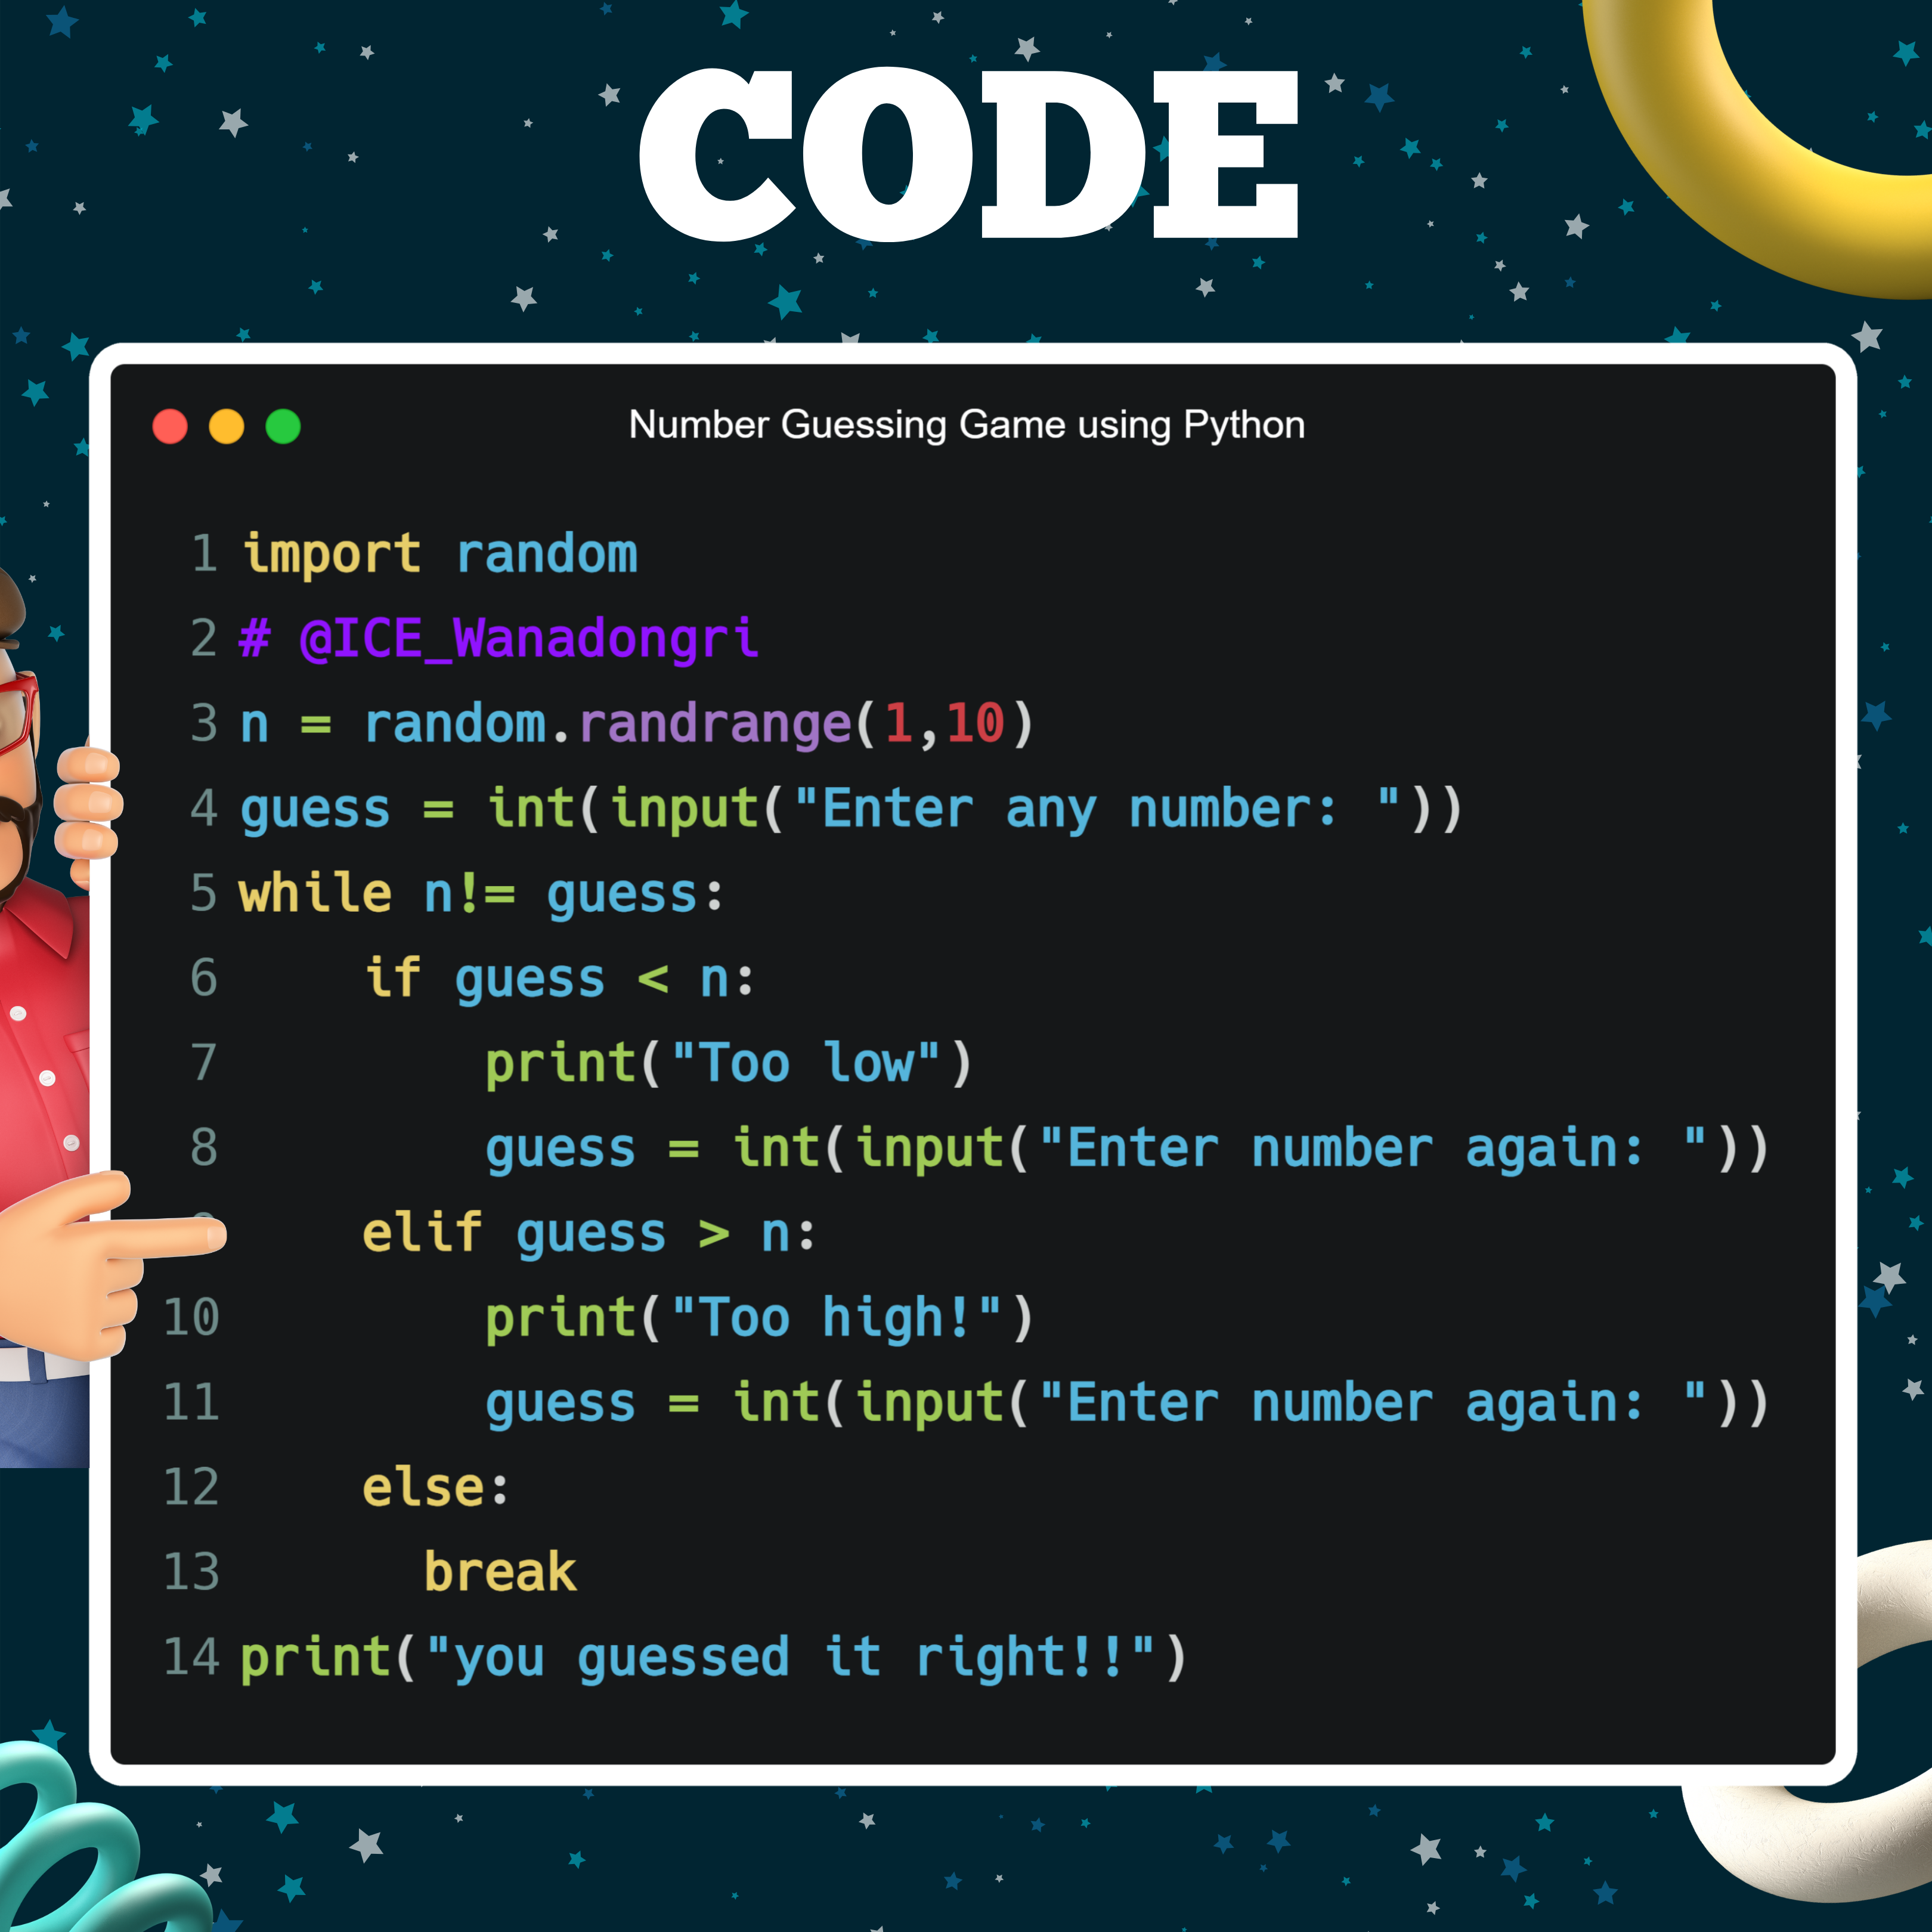 CODE
Number Guessing Game using Python
1 import random
2 # @ICE_Wanadongri
3 n = random.randrange(1,10)
4 guess = int(input("Enter any number: "))
5 while n!= guess:
6     if guess < n:
7         print("Too low")
8         guess = int(input("Enter number again: "))
    elif guess > n:
10         print("Too high!")
11         guess = int(input("Enter number again: "))
12     else:
13       break
14 print("you guessed it right!!")